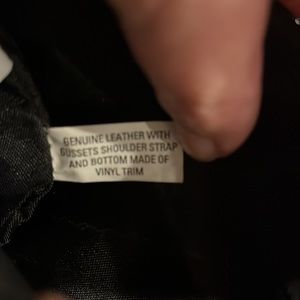 GENUINE LEATHER WITH
GUSSETS SHOULDER STRAP
AND BOTTOM MADE OF
VINYL TRIM